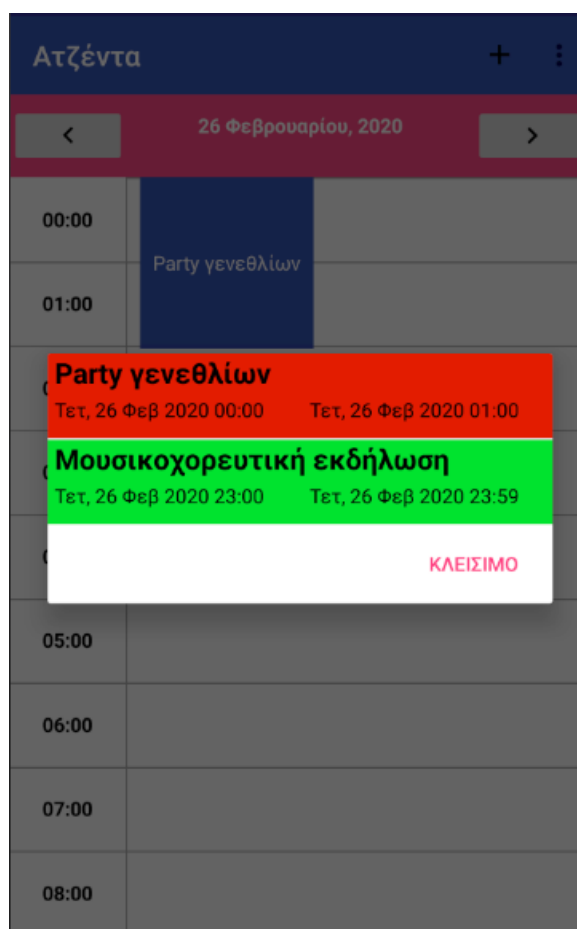 Ατζέντα
26 Φεβρουαρίου, 2020
00:00
Party γενεθλίων
01:00
Party γενεθλίων
Τετ, 26 Φεβ 2020 00:00 Τετ, 26 Φεβ 2020 01:00
Μουσικοχορευτική εκδήλωση
Τετ, 26 Φεβ 2020 23:00 Τετ, 26 Φεβ 2020 23:59
ΚΛΕΙΣΙΜΟ
05:00
06:00
07:00
08:00